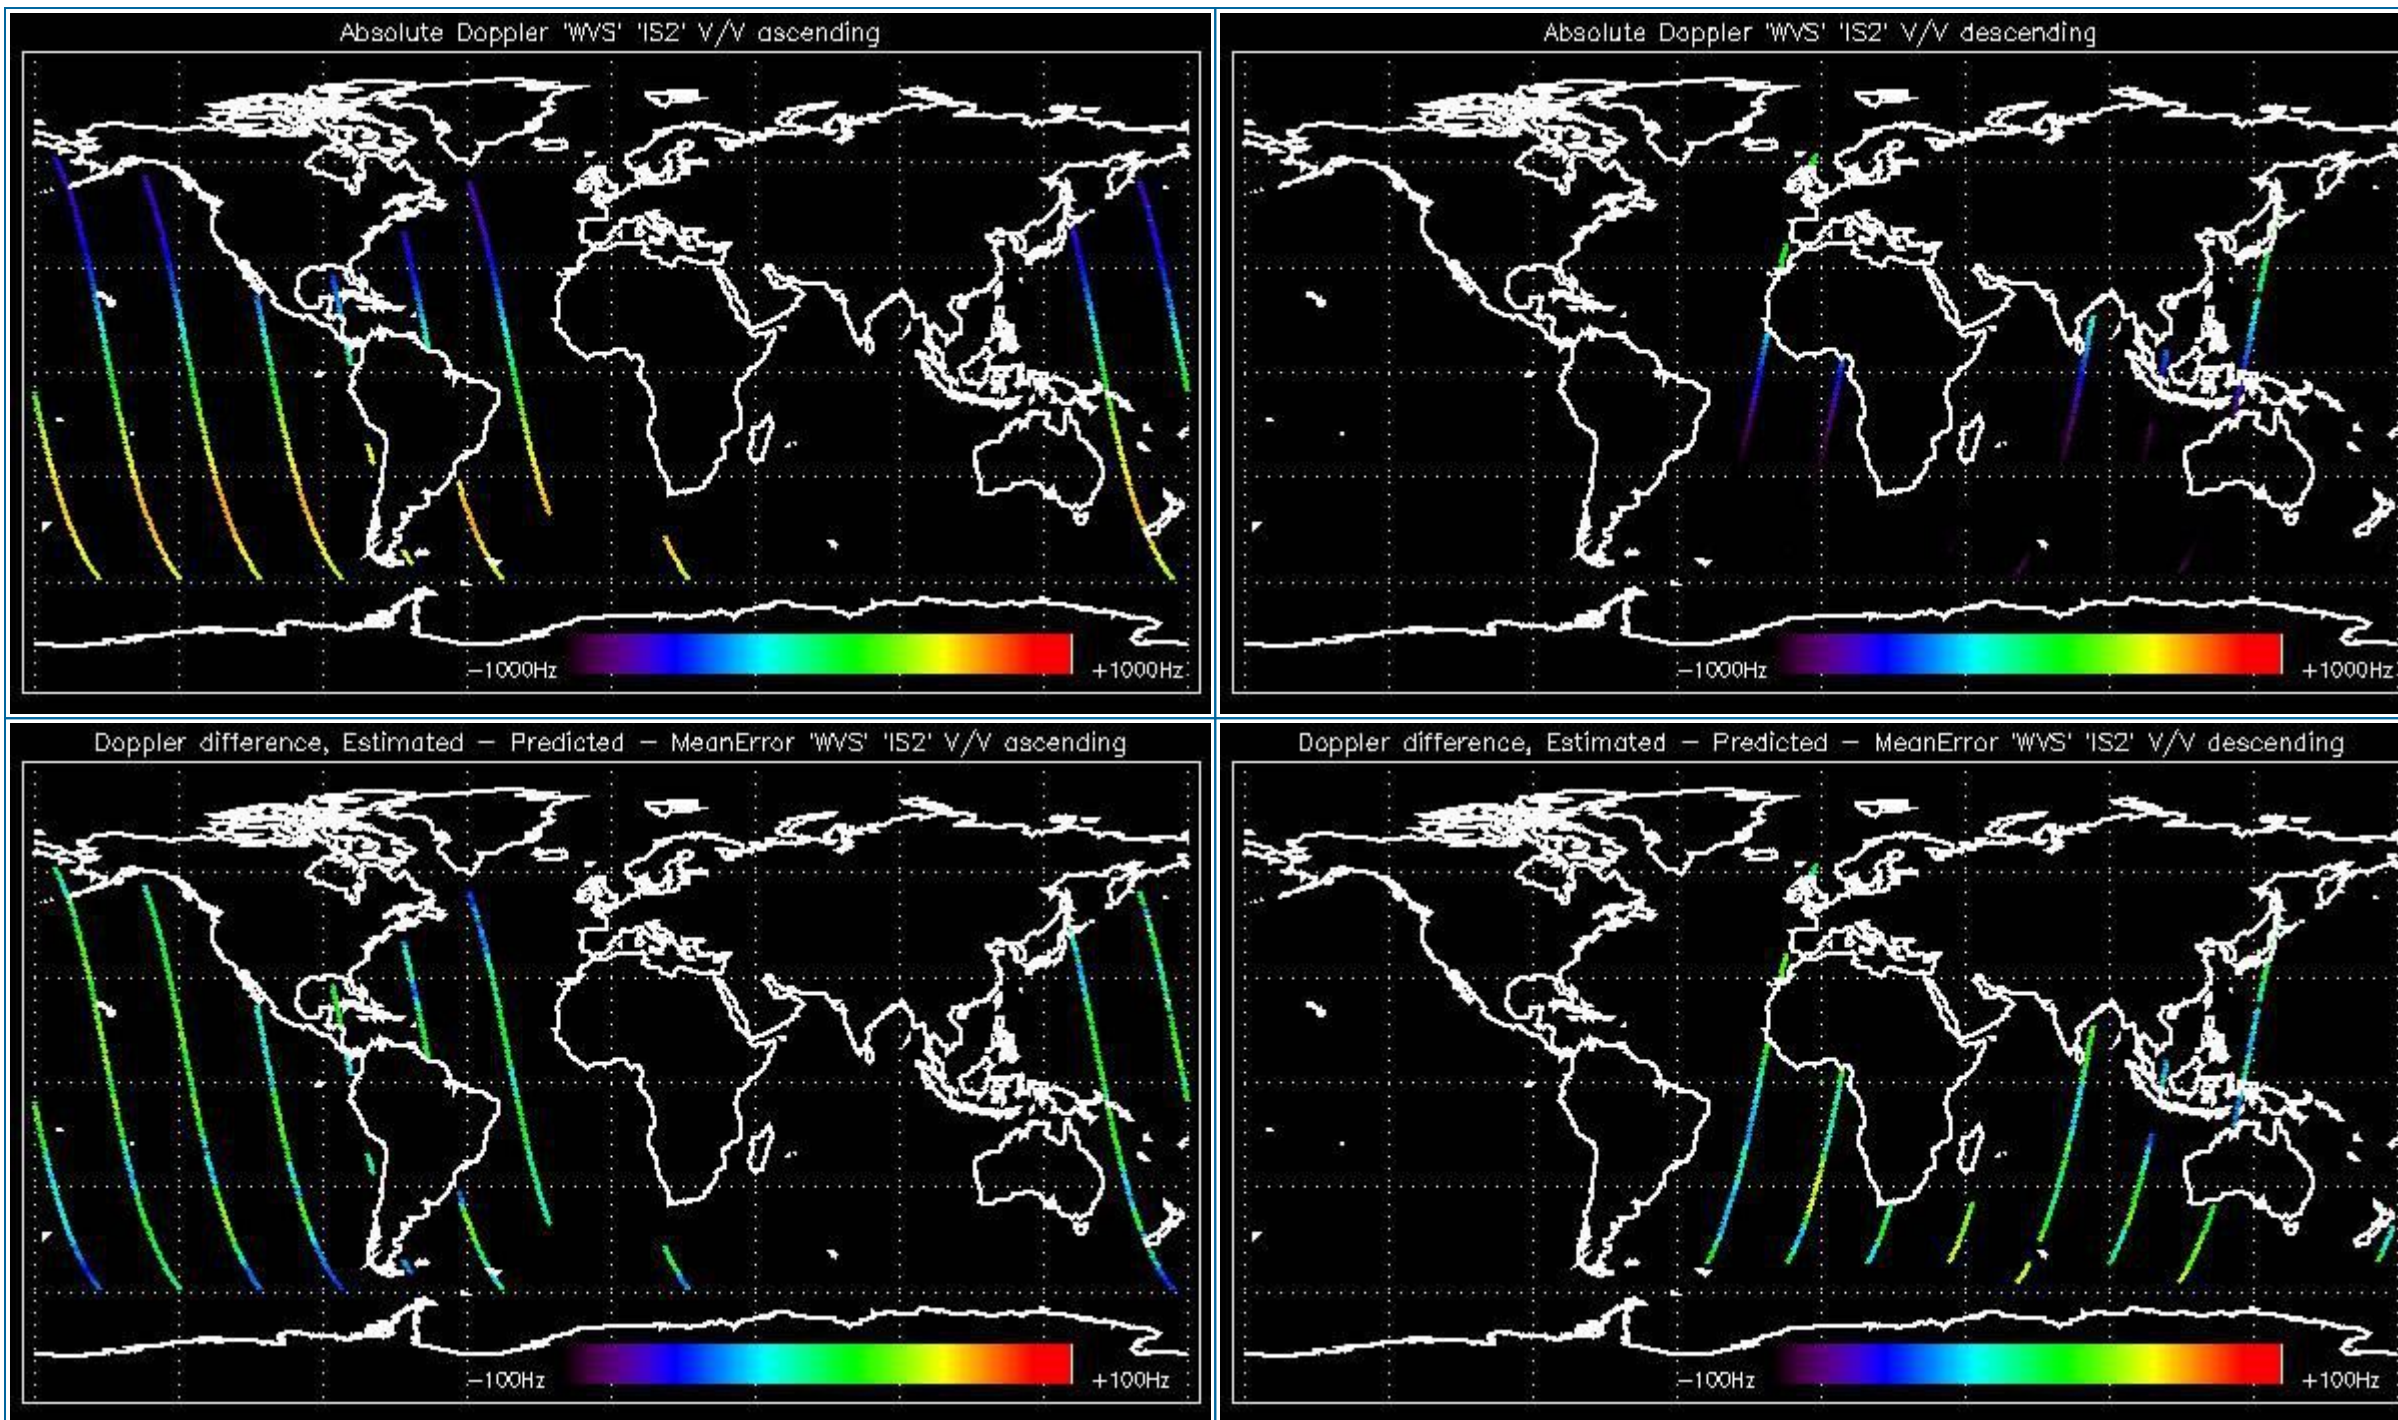 Absolute Doppler 'WVS' 'IS2' V/V ascending
-1000Hz +1000Hz
Absolute Doppler 'WVS' 'IS2' V/V descending
-1000Hz +1000Hz
Doppler difference, Estimated - Predicted - MeanError 'WVS' 'IS2' V/V ascending
-100Hz +100Hz
Doppler difference, Estimated - Predicted - MeanError 'WVS' 'IS2' V/V descending
-100Hz +100Hz